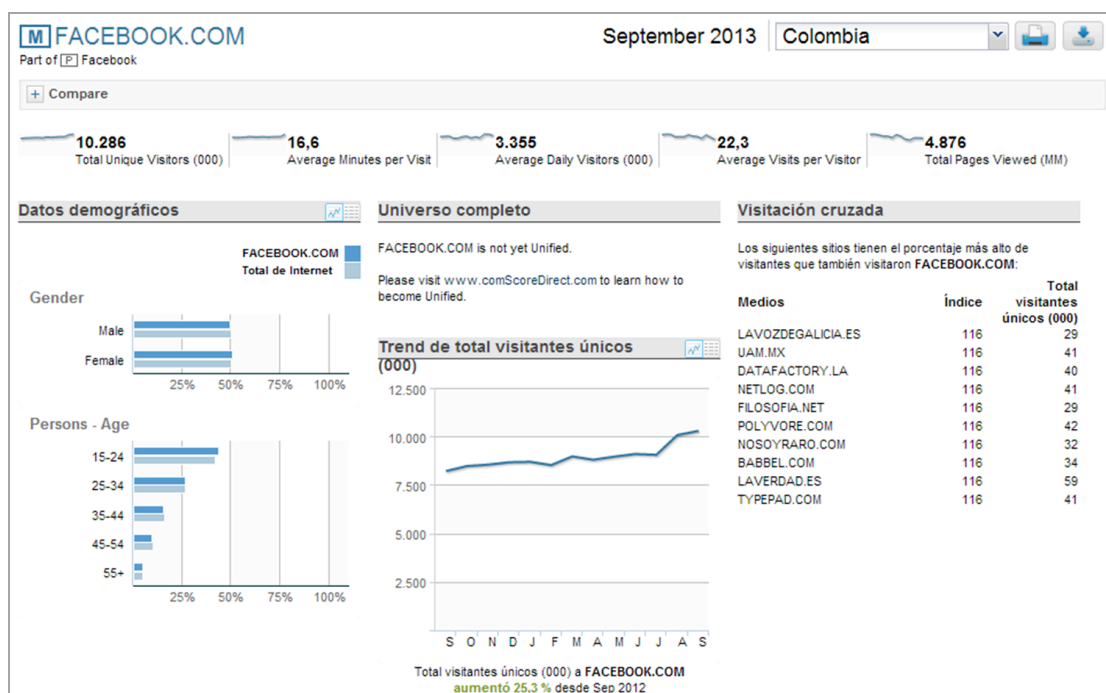 M FACEBOOK.COM
Part of P Facebook
September 2013
Colombia
+ Compare
10.286
Total Unique Visitors (000)
16,6
Average Minutes per Visit
3.355
Average Daily Visitors (000)
22,3
Average Visits per Visitor
4.876
Total Pages Viewed (MM)
Datos demográficos
FACEBOOK.COM
Total de Internet
Gender
Male
Female
25% 50% 75% 100%
Persons - Age
15-24
25-34
35-44
45-54
55+
25% 50% 75% 100%
Universo completo
FACEBOOK.COM is not yet Unified.
Please visit www.comScoreDirect.com to learn how to
become Unified.
Trend de total visitantes únicos
(000)
12.500
10.000
7.500
5.000
2.500
S O N D J F M A M J J A S
Total visitantes únicos (000) a FACEBOOK.COM
aumentó 25,3 % desde Sep 2012
Visitación cruzada
Los siguientes sitios tienen el porcentaje más alto de
visitantes que también visitaron FACEBOOK.COM:
Total
Medios Índice visitantes
únicos (000)
LAVOZDEGALICIA.ES 116 29
UAM.MX 116 41
DATAFACTORY.LA 116 40
NETLOG.COM 116 41
FILOSOFIA.NET 116 29
POLYVORE.COM 116 42
NOSOYRARO.COM 116 32
BABBEL.COM 116 34
LAVERDAD.ES 116 59
TYPEPAD.COM 116 41